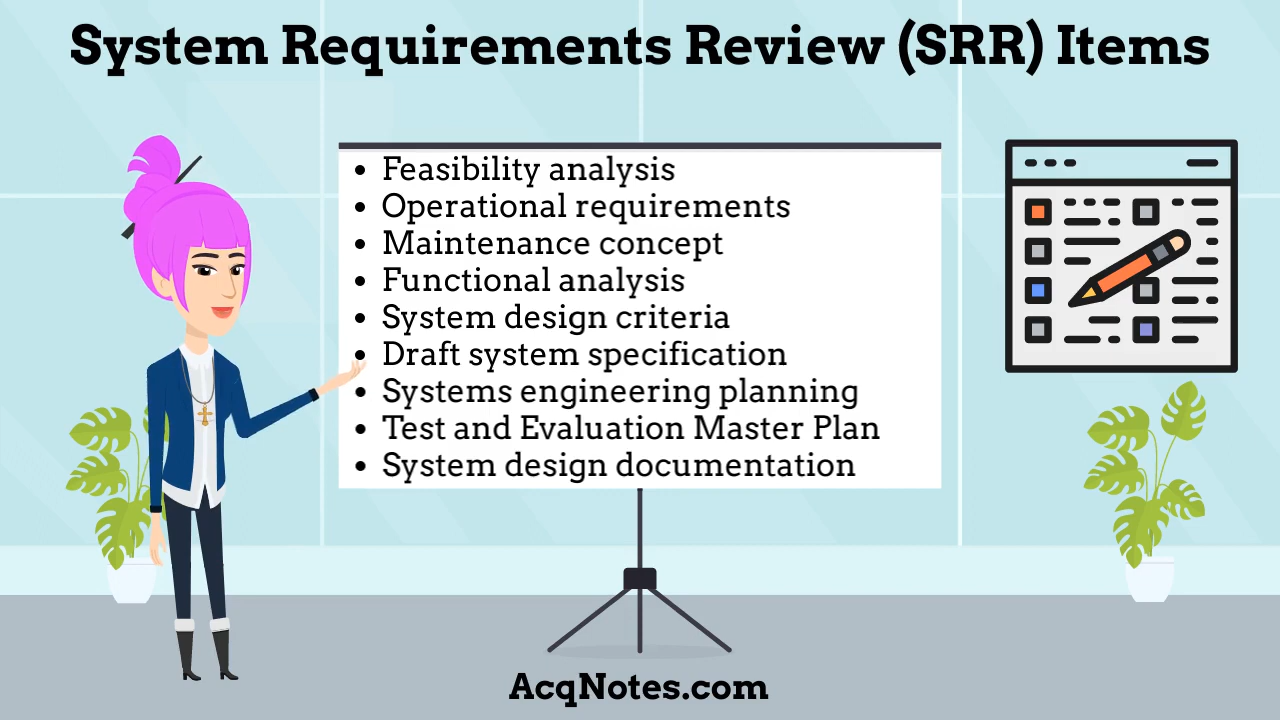 System Requirements Review (SRR) Items
• Feasibility analysis
• Operational requirements
• Maintenance concept
• Functional analysis
• System design criteria
• Draft system specification
• Systems engineering planning
• Test and Evaluation Master Plan
• System design documentation
AcqNotes.com